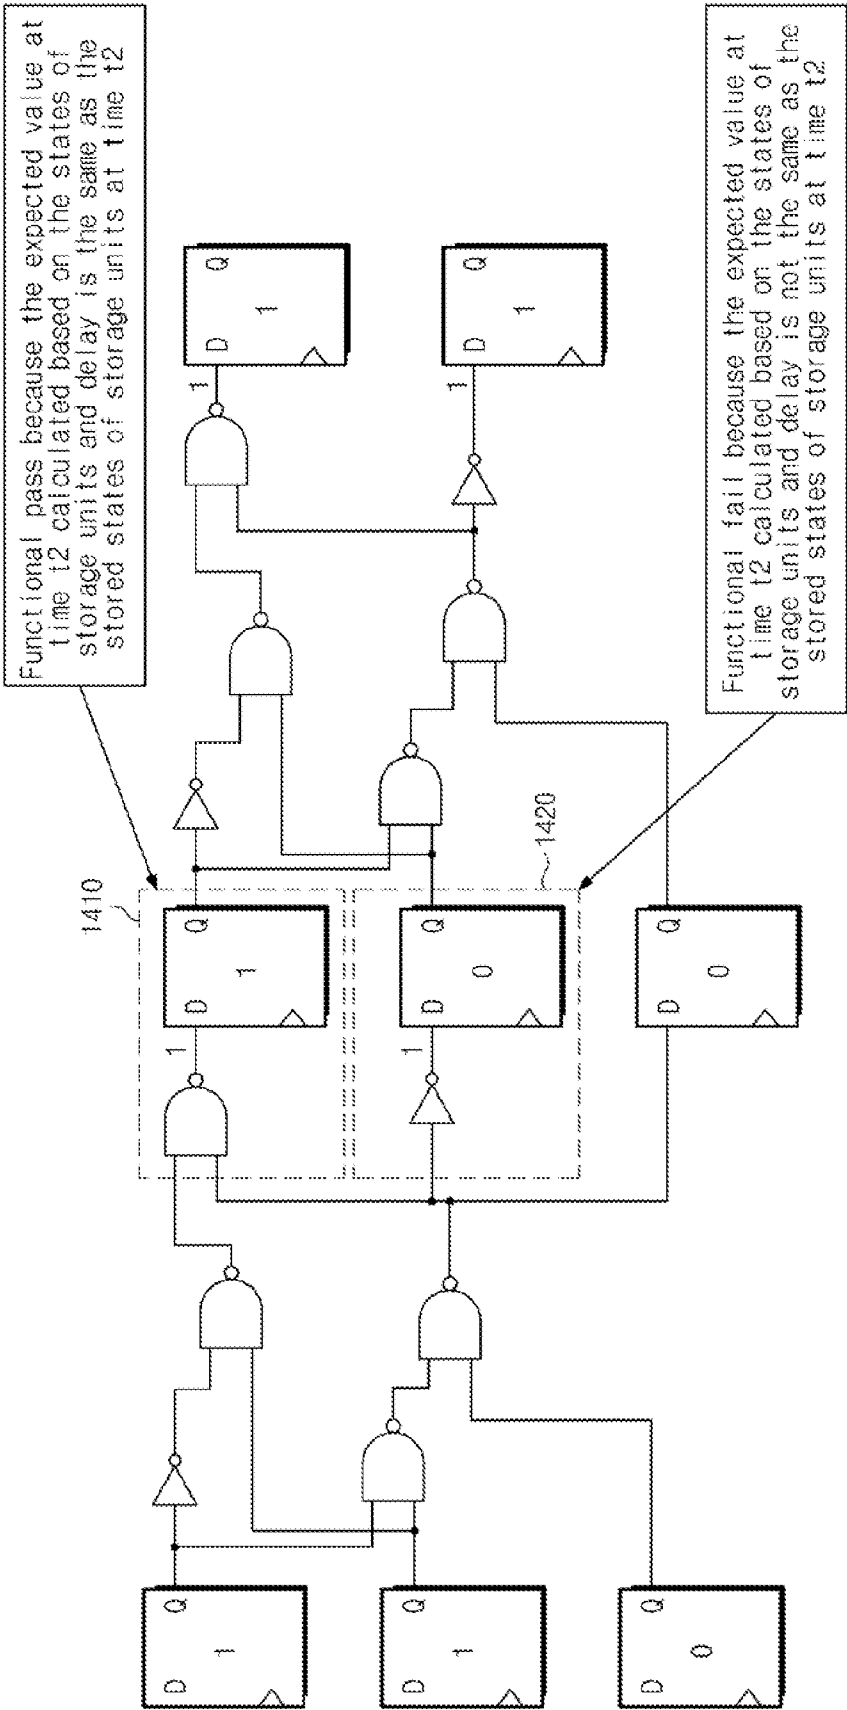 Functional pass because the expected value at
time t2 calculated based on the states of
storage units and delay is the same as the
stored states of storage units at time t2
1410
1420
D Q
1
D Q
1
D Q
0
1
D Q
1
1
D Q
0
D Q
0
1
D Q
1
1
D Q
1
Functional fail because the expected value at
time t2 calculated based on the states of
storage units and delay is not the same as the
stored states of storage units at time t2